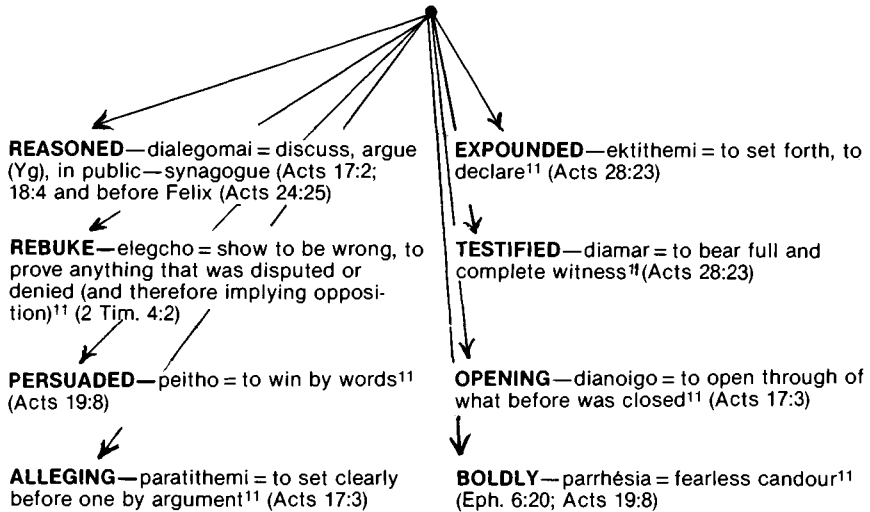 REASONED—dialegomai = discuss, argue
(Yg), in public—synagogue (Acts 17:2;
18:4 and before Felix (Acts 24:25)
REBUKE—elegcho = show to be wrong, to
prove anything that was disputed or
denied (and therefore implying opposi-
tion)¹¹ (2 Tim. 4:2)
PERSUADED—peitho = to win by words¹¹
(Acts 19:8)
ALLEGING—paratithemi = to set clearly
before one by argument¹¹ (Acts 17:3)
EXPOUNDED—ektithemi = to set forth, to
declare¹¹ (Acts 28:23)
TESTIFIED—diamar = to bear full and
complete witness¹¹ (Acts 28:23)
OPENING—dianoigo = to open through of
what before was closed¹¹ (Acts 17:3)
BOLDLY—parrhésia = fearless candour¹¹
(Eph. 6:20; Acts 19:8)